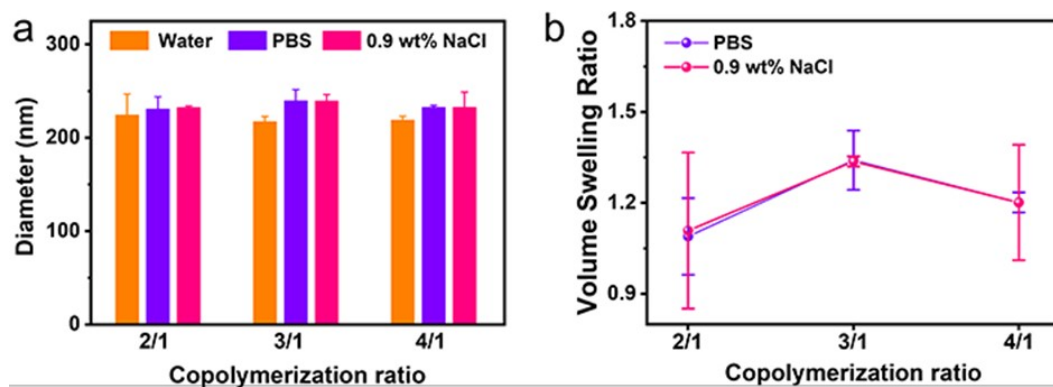 a
Water PBS 0.9 wt% NaCl
300
200
100
0
Diameter (nm)
2/1 3/1 4/1
Copolymerization ratio
b
PBS
0.9 wt% NaCl
1.8
1.5
1.2
0.9
Volume Swelling Ratio
2/1 3/1 4/1
Copolymerization ratio